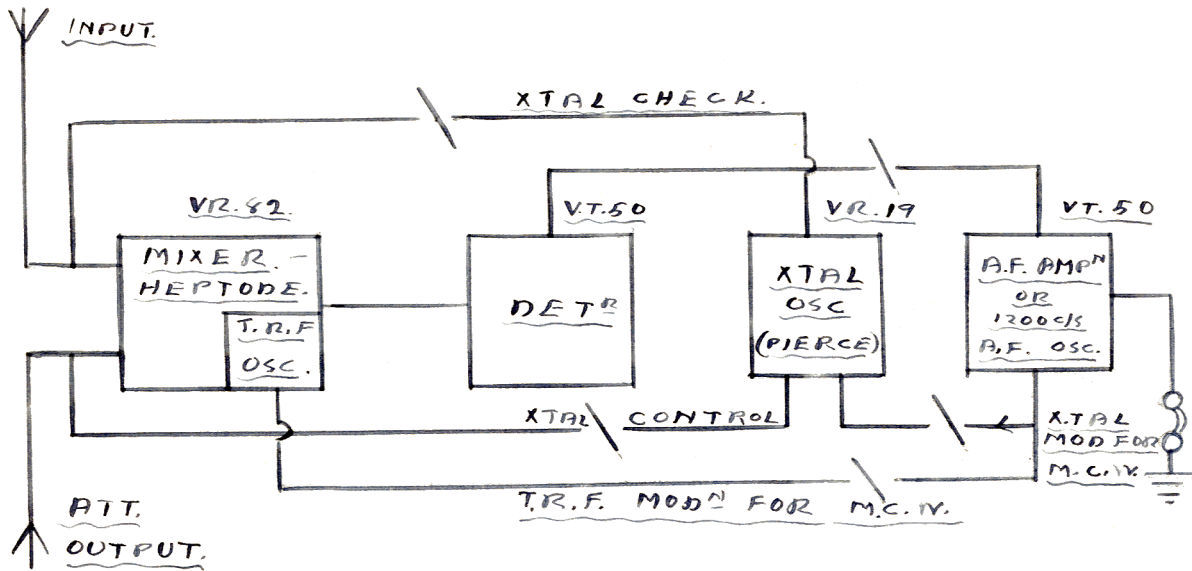 INPUT.
XTAL CHECK.
VR.82.
V.T.50
VR.19
VT.50
MIXER. –
HEPTODE.
T.R.F
OSC.
DETR
XTAL
OSC
(PIERCE)
A.F. AMPN
OR
1200C/S
A.F. OSC.
XTAL CONTROL
X.TAL
MOD FOR
M.C.W.
T.R.F. MODN FOR M.C.W.
ATT.
OUTPUT.